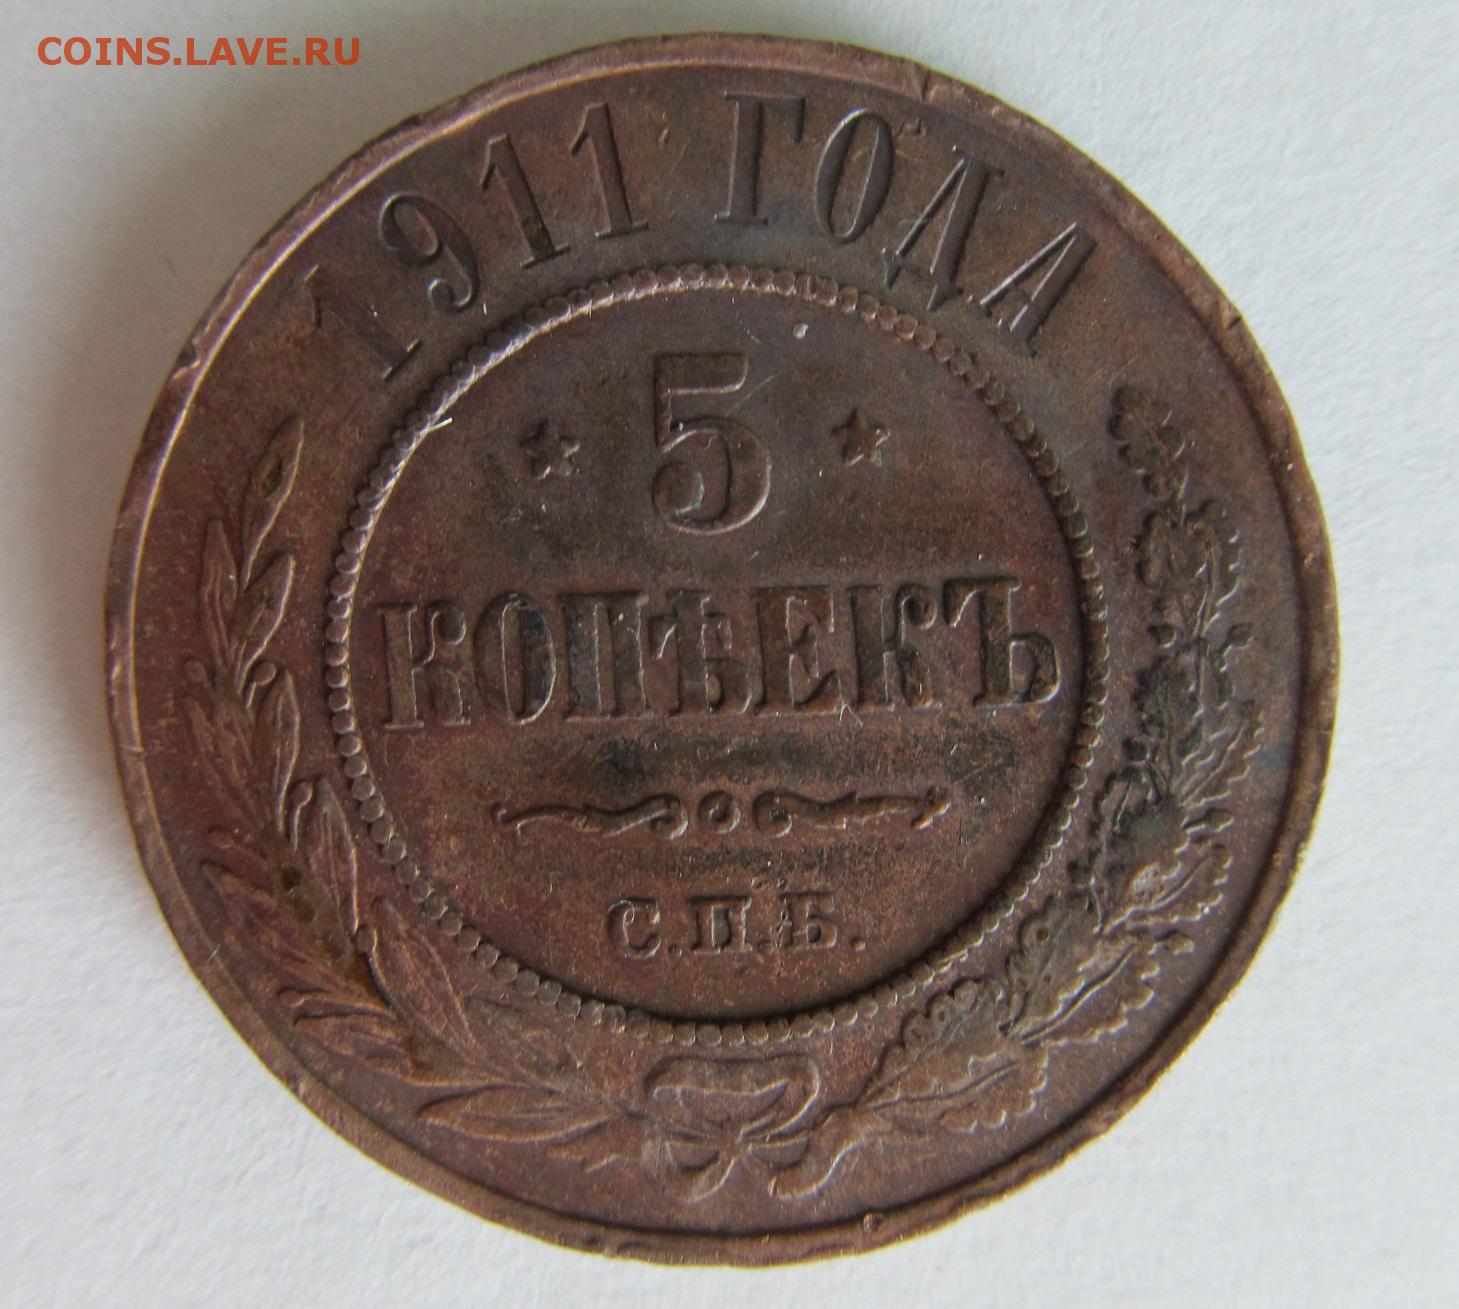 COINS.LAVE.RU
1911 ГОДА
5
КОПѢЕКЪ
С.П.Б.